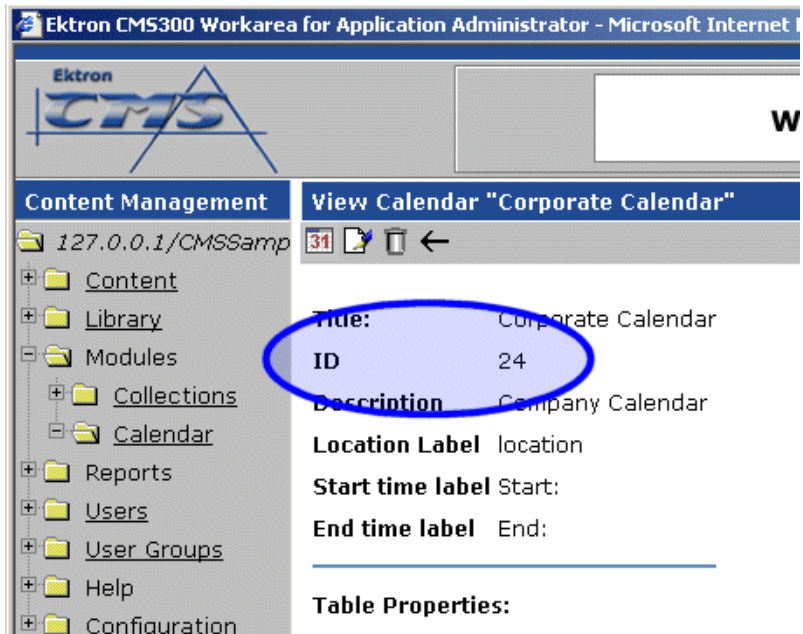 Ektron CMS300 Workarea for Application Administrator - Microsoft Internet
Ektron
CMS
W
Content Management
View Calendar "Corporate Calendar"
127.0.0.1/CMSSamp
31
Content
Library
Modules
Collections
Calendar
Reports
Users
User Groups
Help
Configuration
Title: Corporate Calendar
ID 24
Description Company Calendar
Location Label location
Start time label Start:
End time label End:
Table Properties: